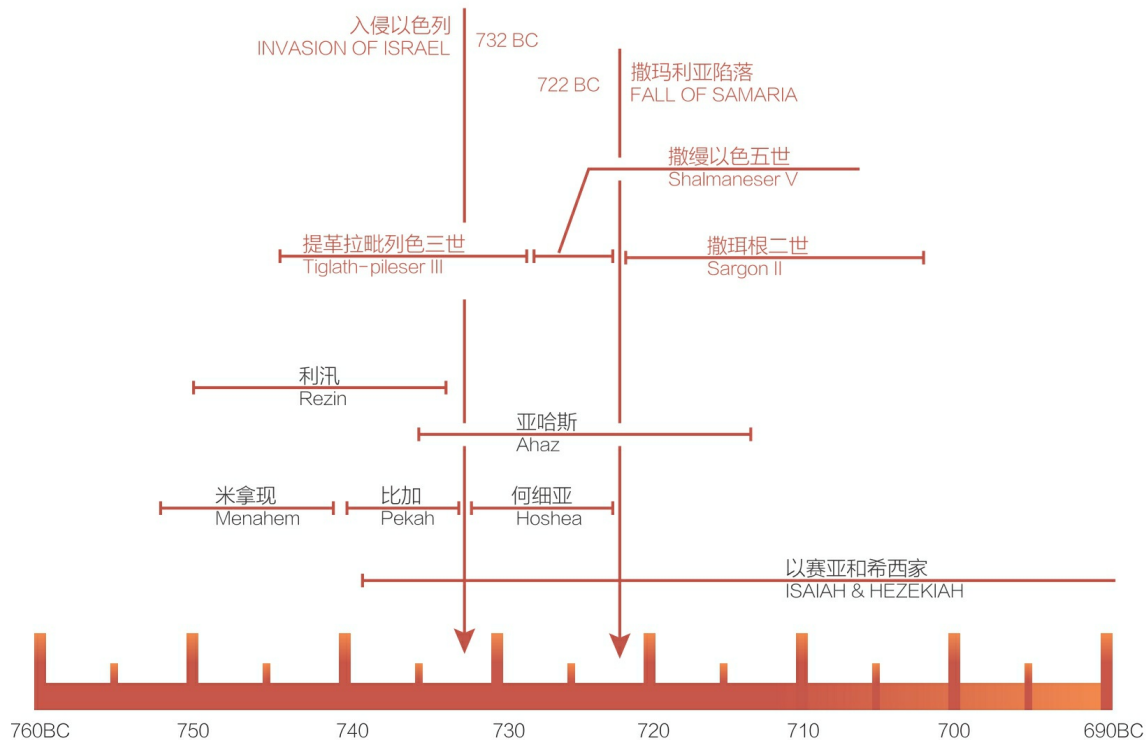 入侵以色列
INVASION OF ISRAEL
732 BC
722 BC
撒玛利亚陷落
FALL OF SAMARIA
撒缦以色五世
Shalmaneser V
提革拉毗列色三世
Tiglath-pileser III
撒珥根二世
Sargon II
利汛
Rezin
亚哈斯
Ahaz
米拿现
Menahem
比加
Pekah
何细亚
Hoshea
以赛亚和希西家
ISAIAH & HEZEKIAH
760BC 750 740 730 720 710 700 690BC